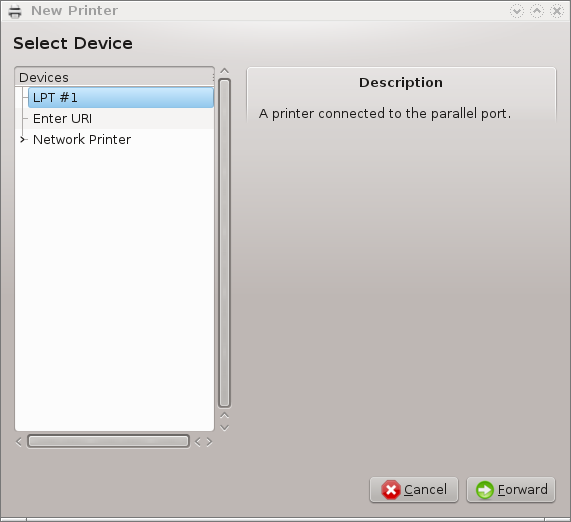 New Printer
Select Device
Devices
LPT #1
Enter URI
Network Printer
Description
A printer connected to the parallel port.
Cancel
Forward